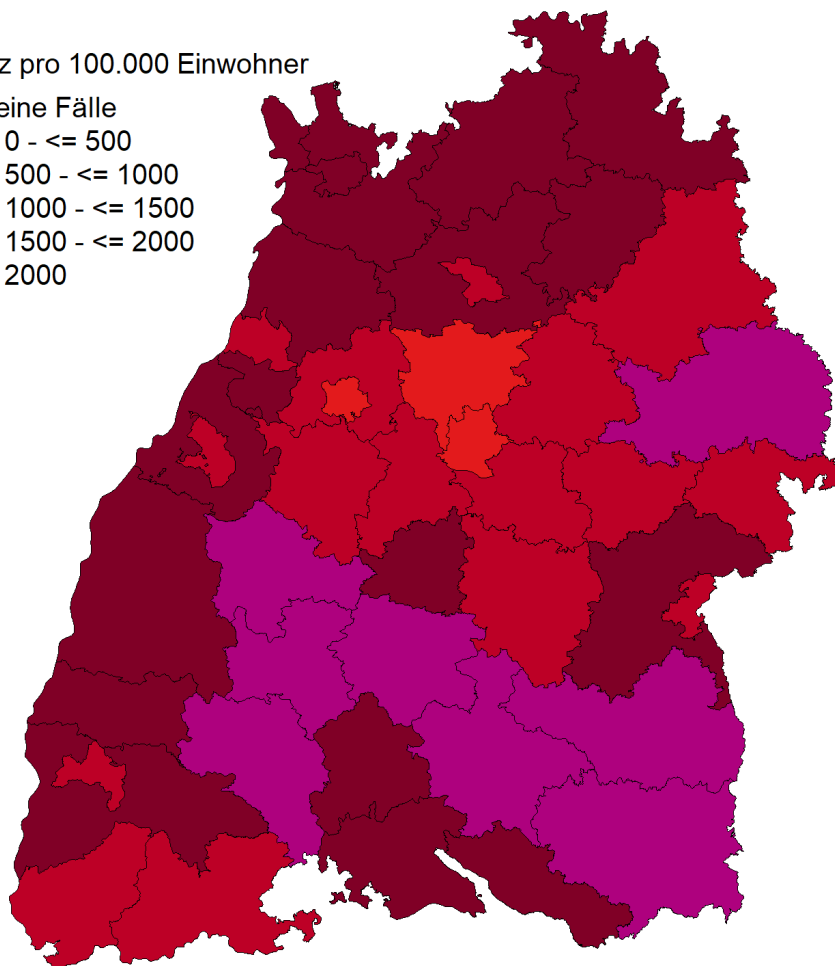 z pro 100.000 Einwohner
eine Fälle
0 - <= 500
500 - <= 1000
1000 - <= 1500
1500 - <= 2000
2000